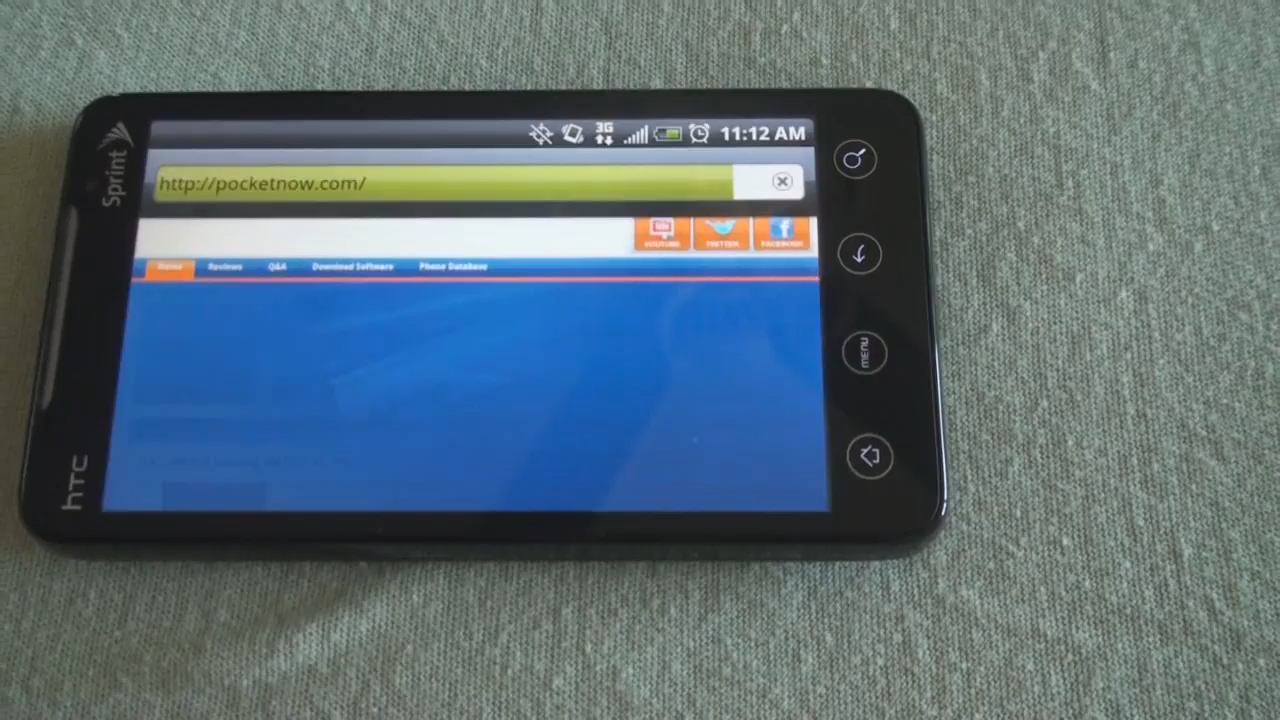 Sprint
hTC
3G
11:12 AM
http://pocketnow.com/
YOUTUBE
TWITTER
FACEBOOK
Home
Reviews
Q&A
Download Software
Phone Database
MENU